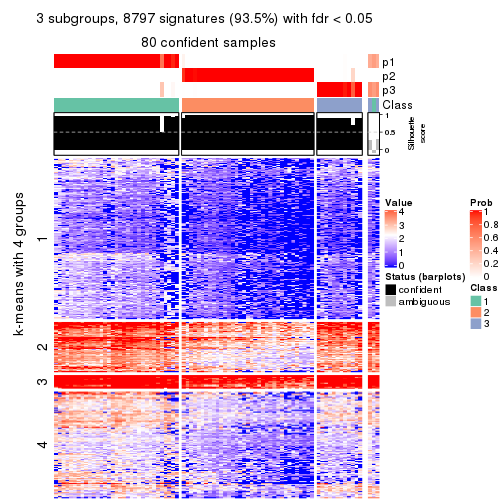 3 subgroups, 8797 signatures (93.5%) with fdr < 0.05
80 confident samples
p1
p2
p3
Class
1
0.5
0
Silhouette
score
k-means with 4 groups
1
2
3
4
Value
4
3
2
1
0
Status (barplots)
confident
ambiguous
Prob
1
0.8
0.6
0.4
0.2
0
Class
1
2
3